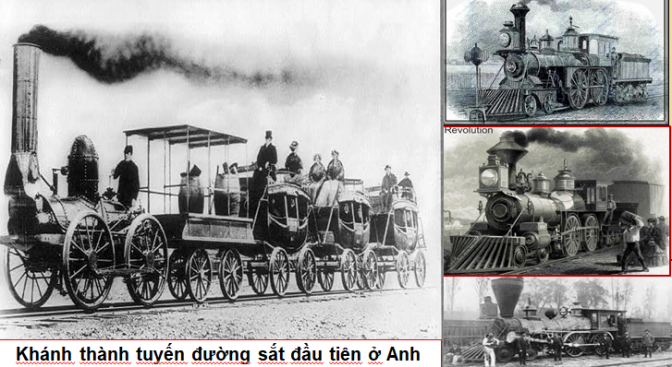 Revolution
Khánh thành tuyến đường sắt đầu tiên ở Anh